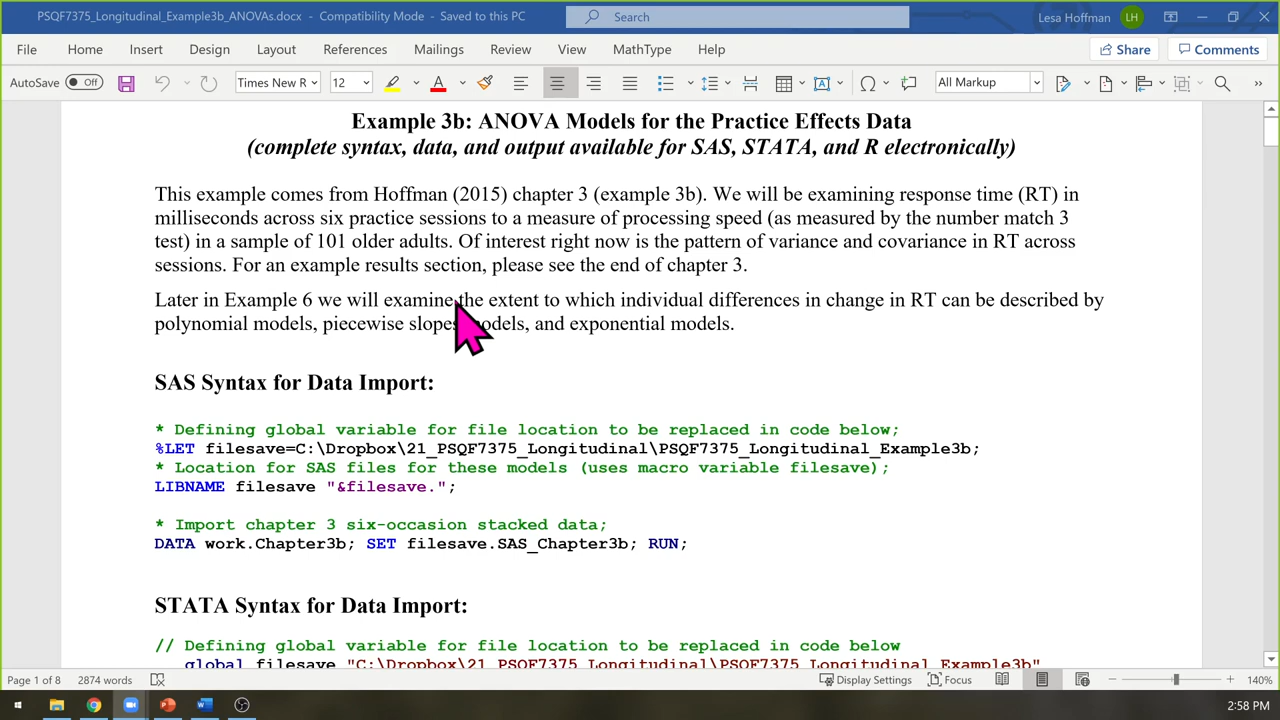 PSQF7375_Longitudinal_Example3b_ANOVAs.docx - Compatibility Mode - Saved to this PC
Search
Lesa Hoffman LH
File Home Insert Design Layout References Mailings Review View MathType Help
Share Comments
AutoSave Off Times New R 12 All Markup
Example 3b: ANOVA Models for the Practice Effects Data
(complete syntax, data, and output available for SAS, STATA, and R electronically)
This example comes from Hoffman (2015) chapter 3 (example 3b). We will be examining response time (RT) in
milliseconds across six practice sessions to a measure of processing speed (as measured by the number match 3
test) in a sample of 101 older adults. Of interest right now is the pattern of variance and covariance in RT across
sessions. For an example results section, please see the end of chapter 3.
Later in Example 6 we will examine the extent to which individual differences in change in RT can be described by
polynomial models, piecewise slopes models, and exponential models.
SAS Syntax for Data Import:
* Defining global variable for file location to be replaced in code below;
%LET filesave=C:\Dropbox\21_PSQF7375_Longitudinal\PSQF7375_Longitudinal_Example3b;
* Location for SAS files for these models (uses macro variable filesave);
LIBNAME filesave "&filesave.";
* Import chapter 3 six-occasion stacked data;
DATA work.Chapter3b; SET filesave.SAS_Chapter3b; RUN;
STATA Syntax for Data Import:
// Defining global variable for file location to be replaced in code below
global filesave "C:\Dropbox\21_PSQF7375_Longitudinal\PSQF7375_Longitudinal_Example3b"
Page 1 of 8 2874 words Display Settings Focus 140%
2:58 PM